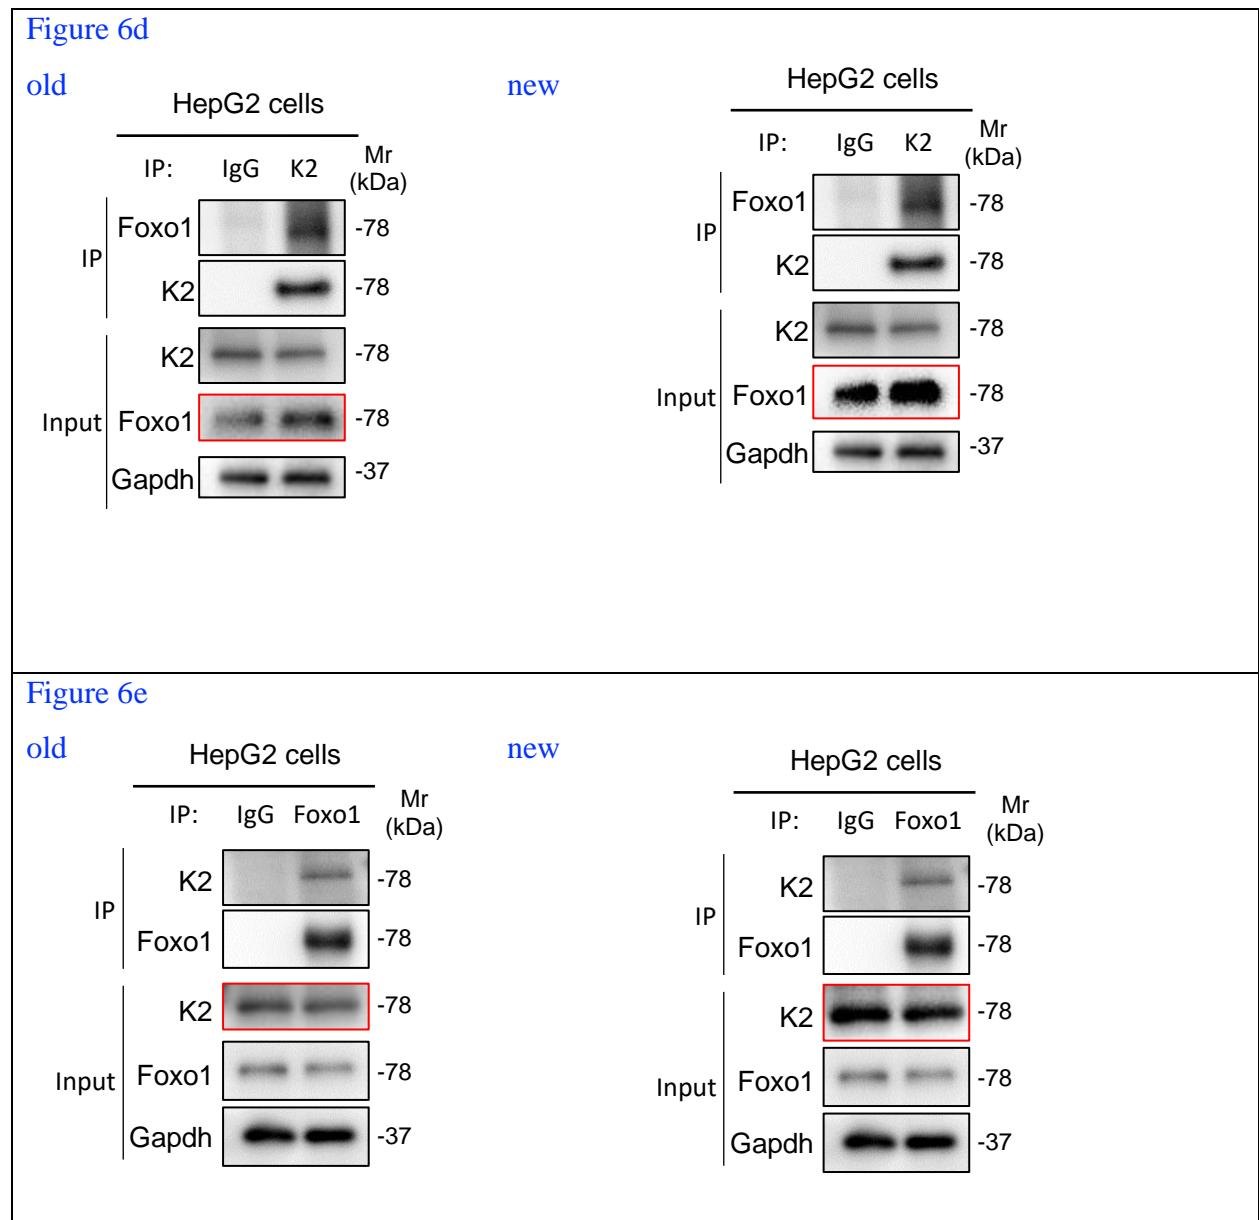 Figure 6d
old
HepG2 cells
IP: IgG K2 Mr (kDa)
IP
Foxo1 -78
K2 -78
Input
K2 -78
Foxo1 -78
Gapdh -37
new
HepG2 cells
IP: IgG K2 Mr (kDa)
IP
Foxo1 -78
K2 -78
Input
K2 -78
Foxo1 -78
Gapdh -37
Figure 6e
old
HepG2 cells
IP: IgG Foxo1 Mr (kDa)
IP
K2 -78
Foxo1 -78
Input
K2 -78
Foxo1 -78
Gapdh -37
new
HepG2 cells
IP: IgG Foxo1 Mr (kDa)
IP
K2 -78
Foxo1 -78
Input
K2 -78
Foxo1 -78
Gapdh -37